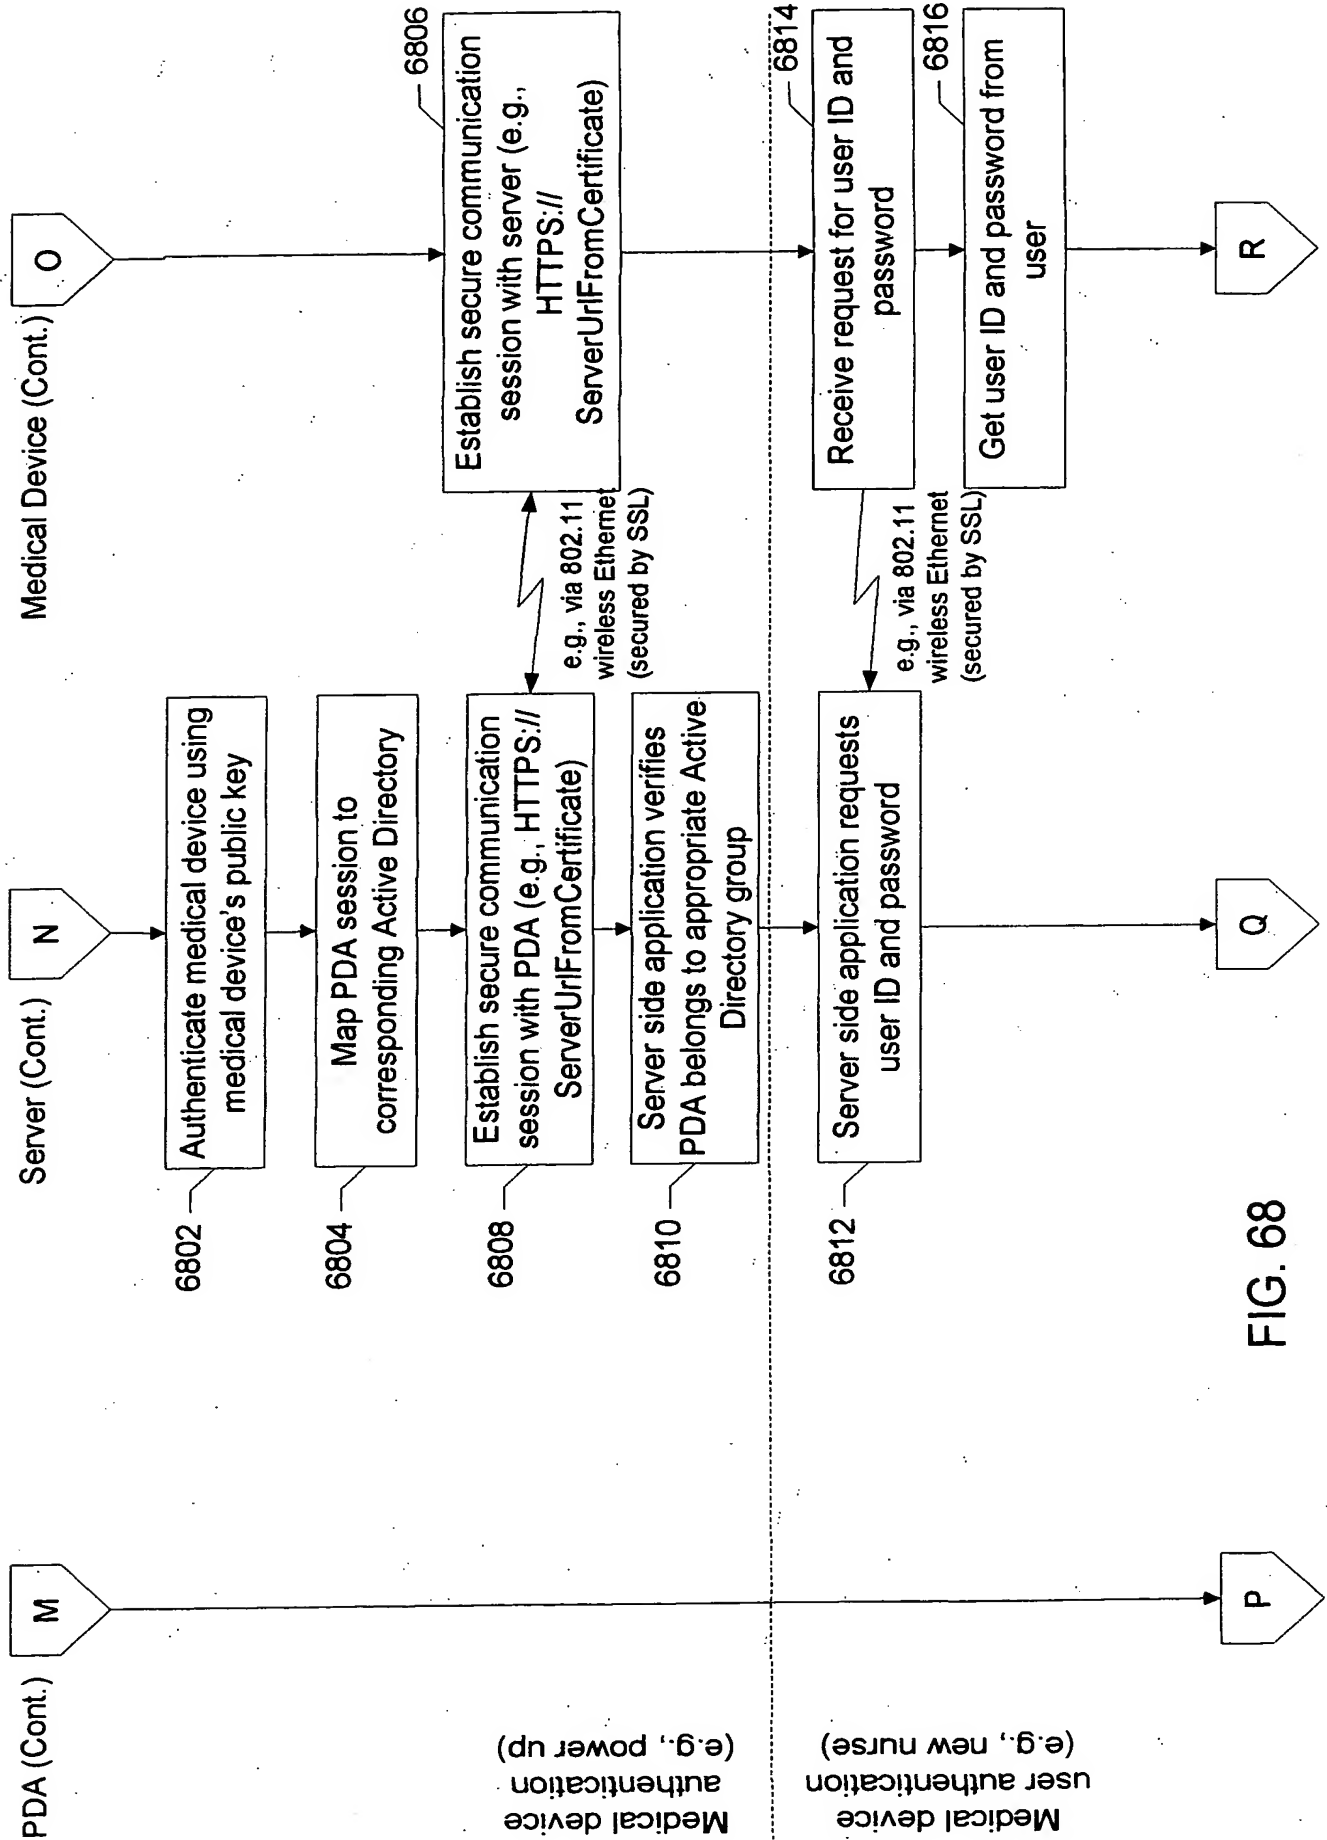 PDA (Cont.)
Server (Cont.)
Medical Device (Cont.)
M
N
O
Authenticate medical device using
medical device's public key
6802
Map PDA session to
corresponding Active Directory
6804
Establish secure communication
session with server (e.g.,
HTTPS://
ServerUrlFromCertificate)
6806
Establish secure communication
session with PDA (e.g., HTTPS://
ServerUrlFromCertificate)
6808
e.g., via 802.11
wireless Ethernet
(secured by SSL)
Server side application verifies
PDA belongs to appropriate Active
Directory group
6810
Medical device
authentication
(e.g., power up)
Medical device
user authentication
(e.g., new nurse)
Server side application requests
user ID and password
6812
e.g., via 802.11
wireless Ethernet
(secured by SSL)
Receive request for user ID and
password
6814
Get user ID and password from
user
6816
P
Q
R
FIG. 68